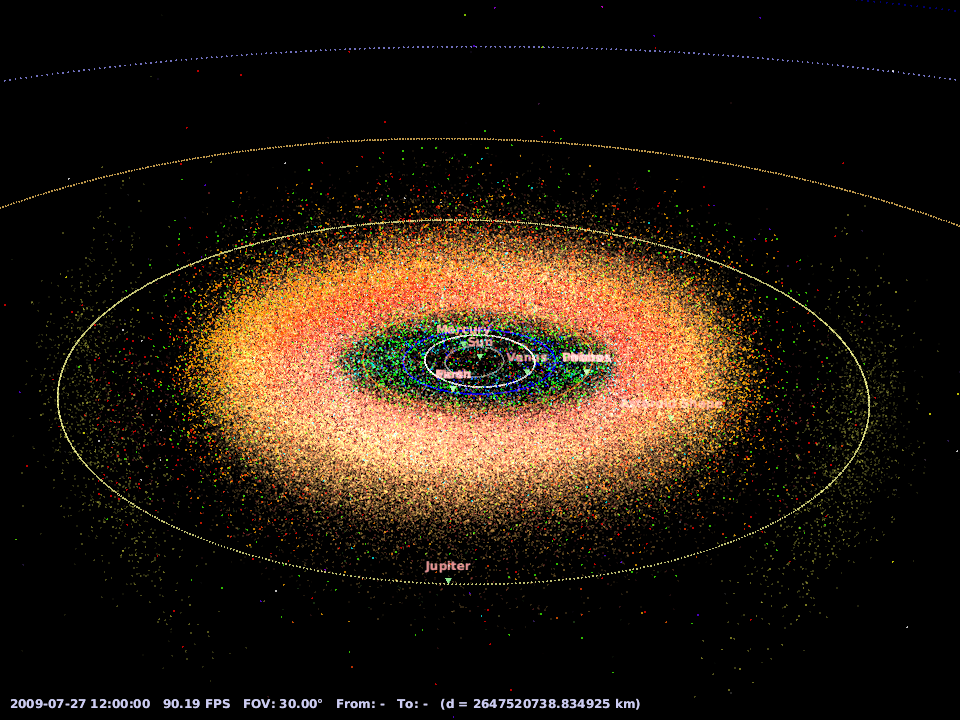 Mercury
Sun
Venus
Jupiter
2009-07-27 12:00:00 90.19 FPS FOV: 30.00° From: - To: - (d = 2647520738.834925 km)